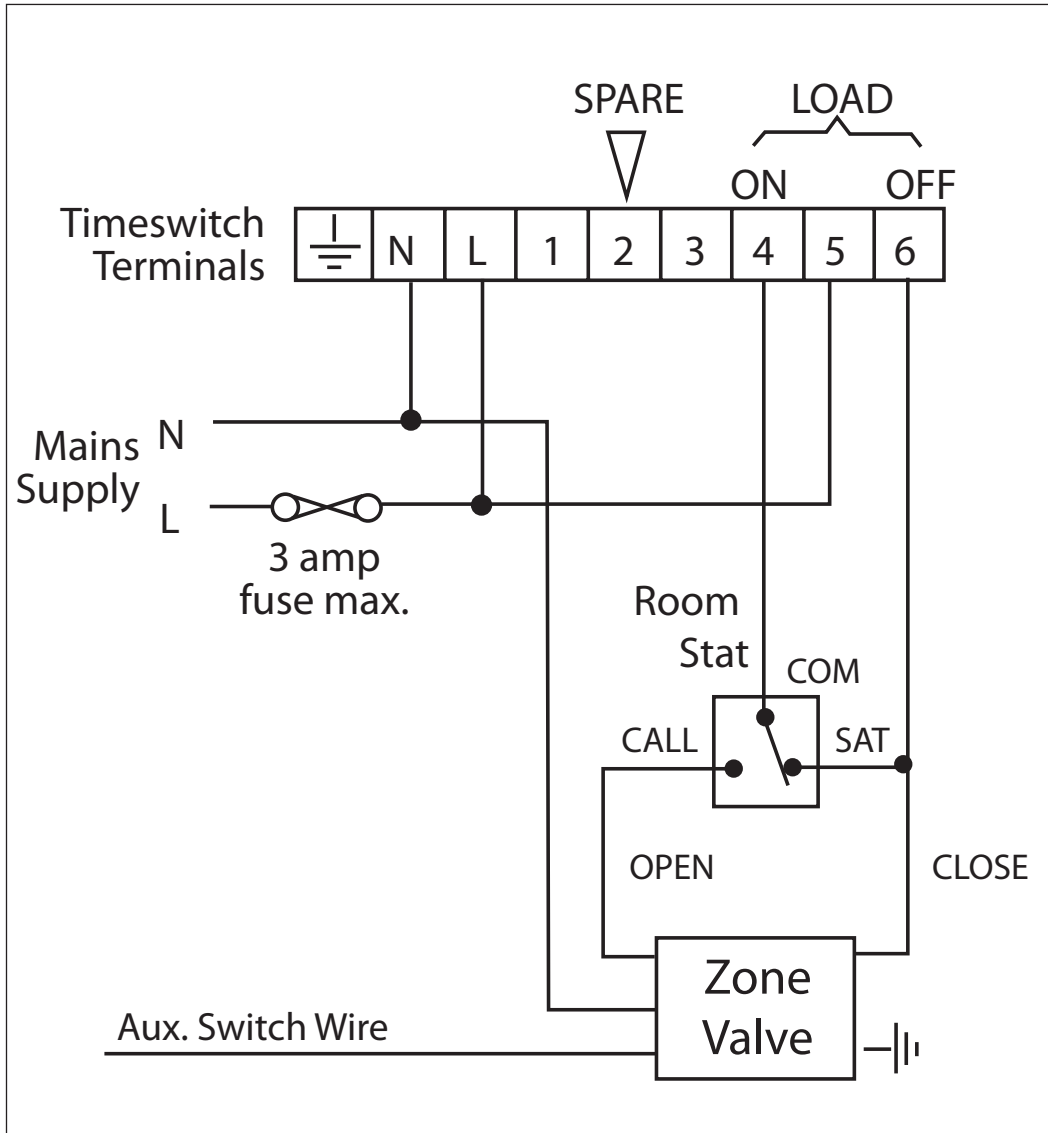 SPARE
LOAD
ON
OFF
Timeswitch
Terminals
N L 1 2 3 4 5 6
Mains
Supply
N
L
3 amp
fuse max.
Room
Stat
COM
CALL
SAT
OPEN
CLOSE
Zone
Valve
Aux. Switch Wire